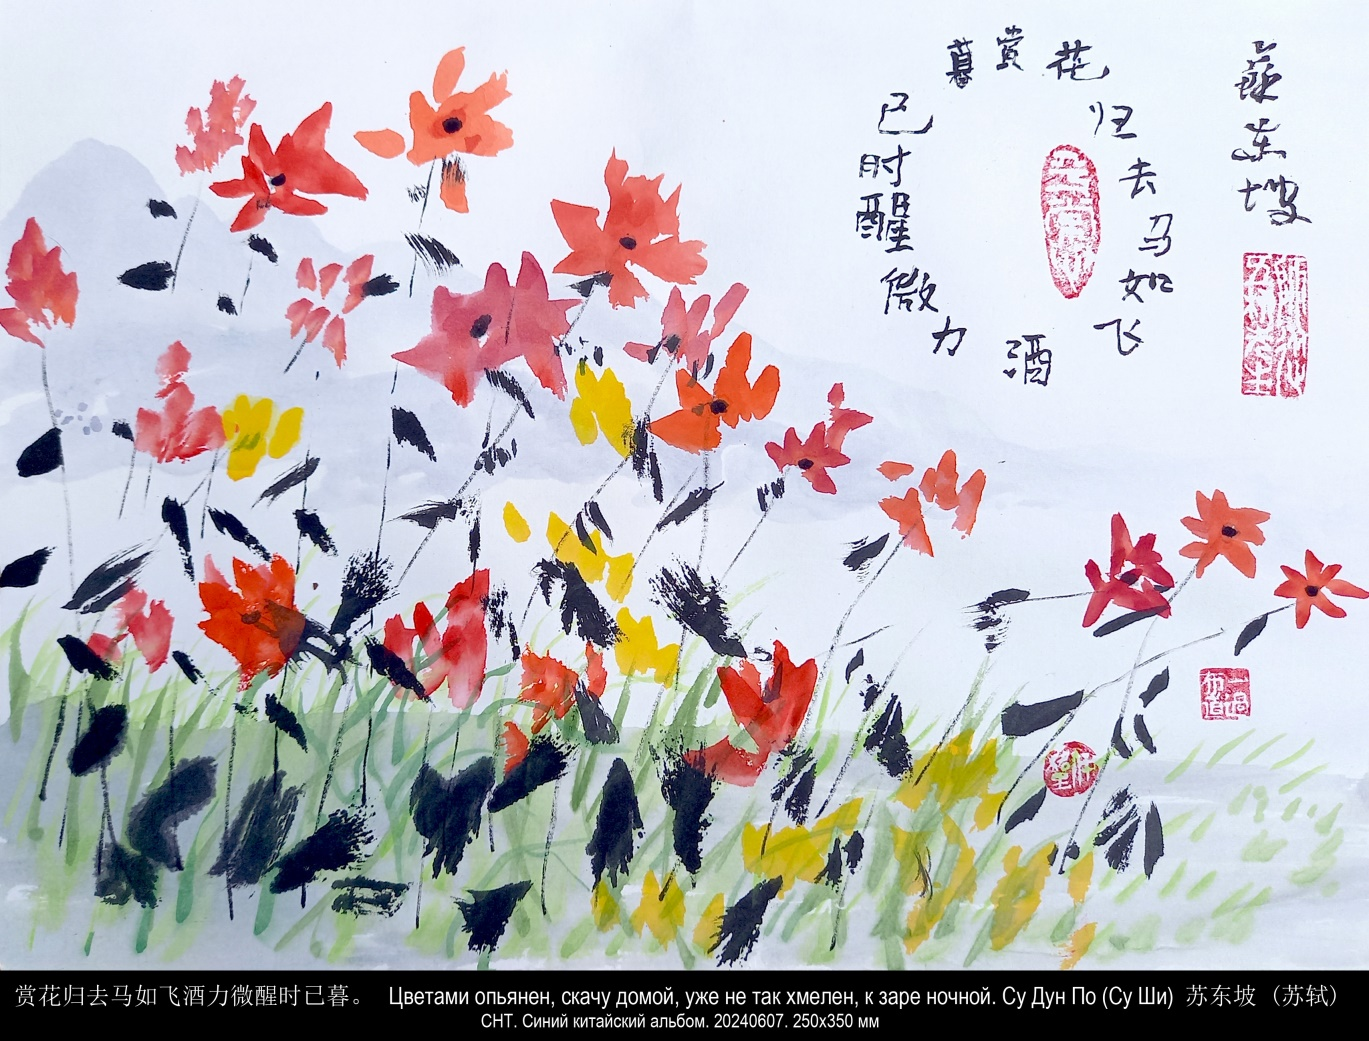 赏花归去马如飞酒力微醒时已暮
蘇东坡
赏花归去马如飞酒力微醒时已暮。 Цветами опьянен, скачу домой, уже не так хмелен, к заре ночной. Су Дун По (Су Ши) 苏东坡 (苏轼)
СНТ. Синий китайский альбом. 20240607. 250x350 мм